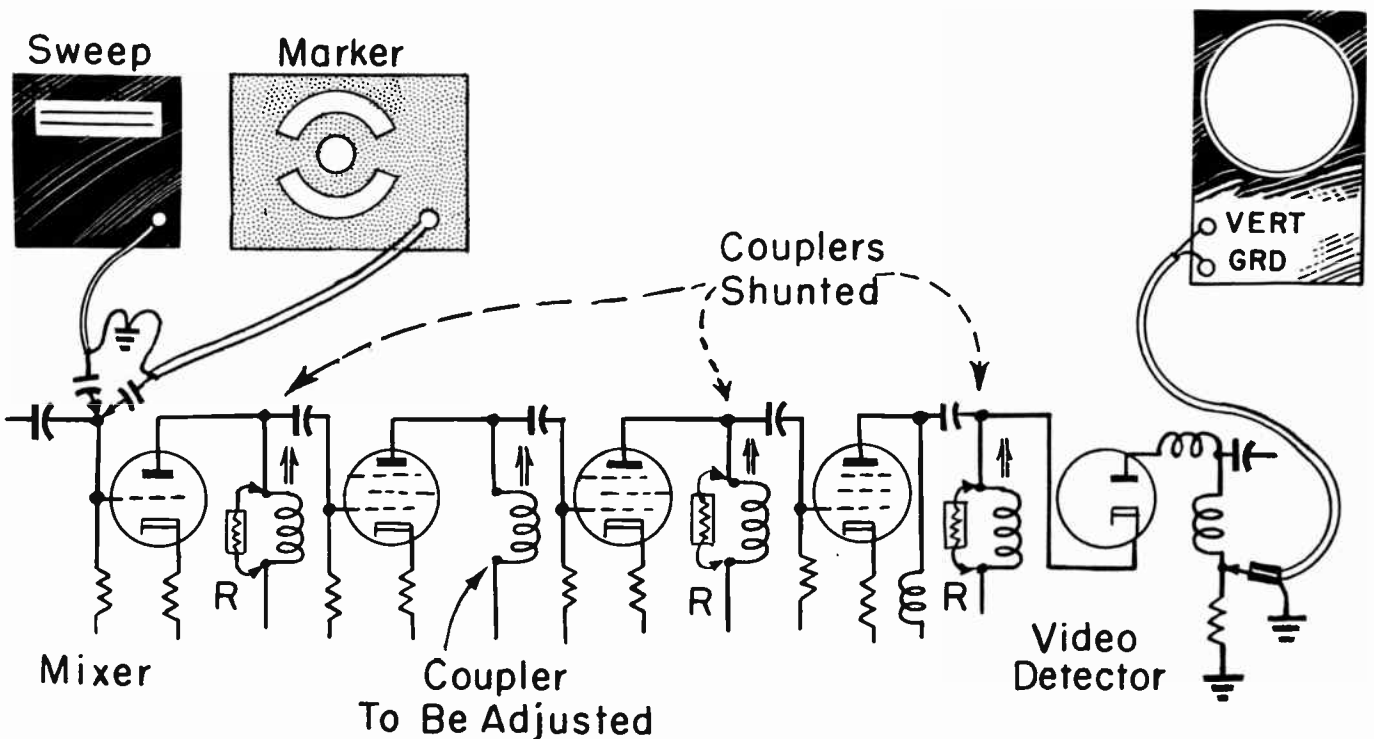 Sweep
Marker
VERT
GRD
Couplers
Shunted
R
R
R
Mixer
Coupler
To Be Adjusted
Video
Detector